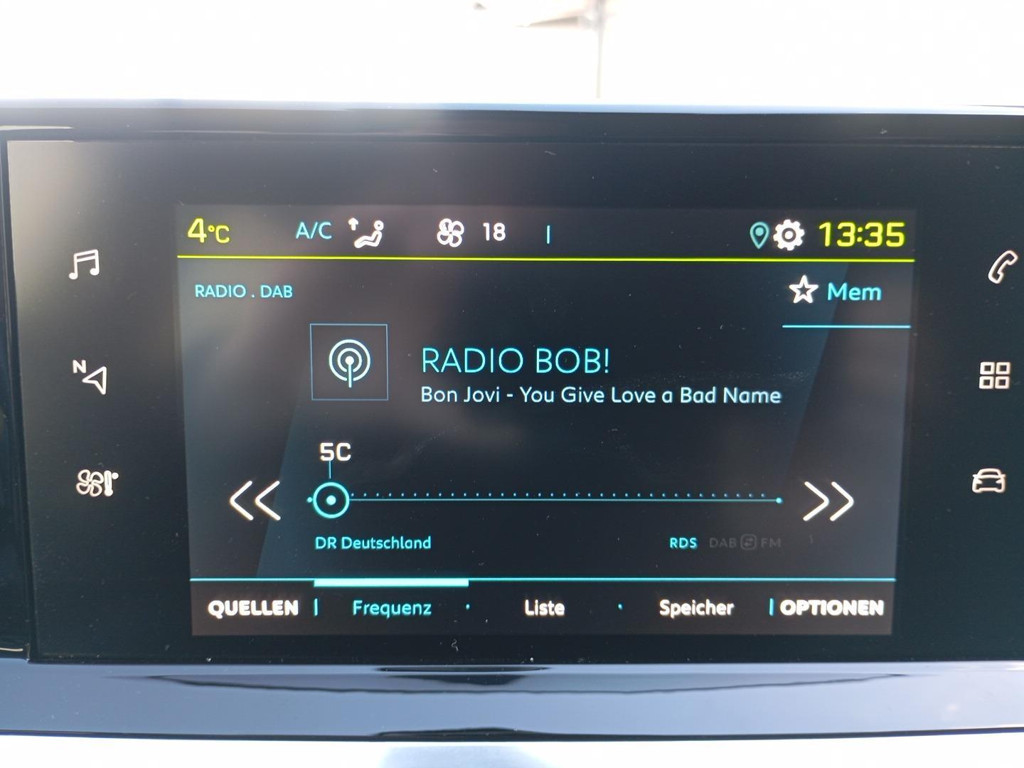 4°C A/C 18 13:35
RADIO . DAB
Mem
RADIO BOB!
Bon Jovi - You Give Love a Bad Name
5C
N
DR Deutschland RDS DAB FM
QUELLEN Frequenz Liste Speicher OPTIONEN